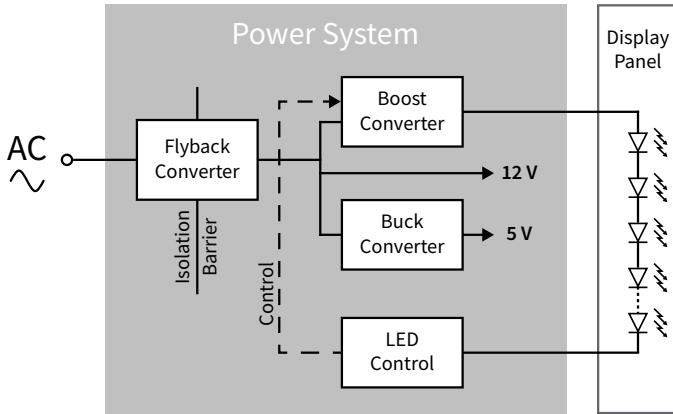 Power System
Display
Panel
Boost
Converter
AC
Flyback
Converter
12 V
Isolation
Barrier
Buck
Converter
5 V
Control
LED
Control